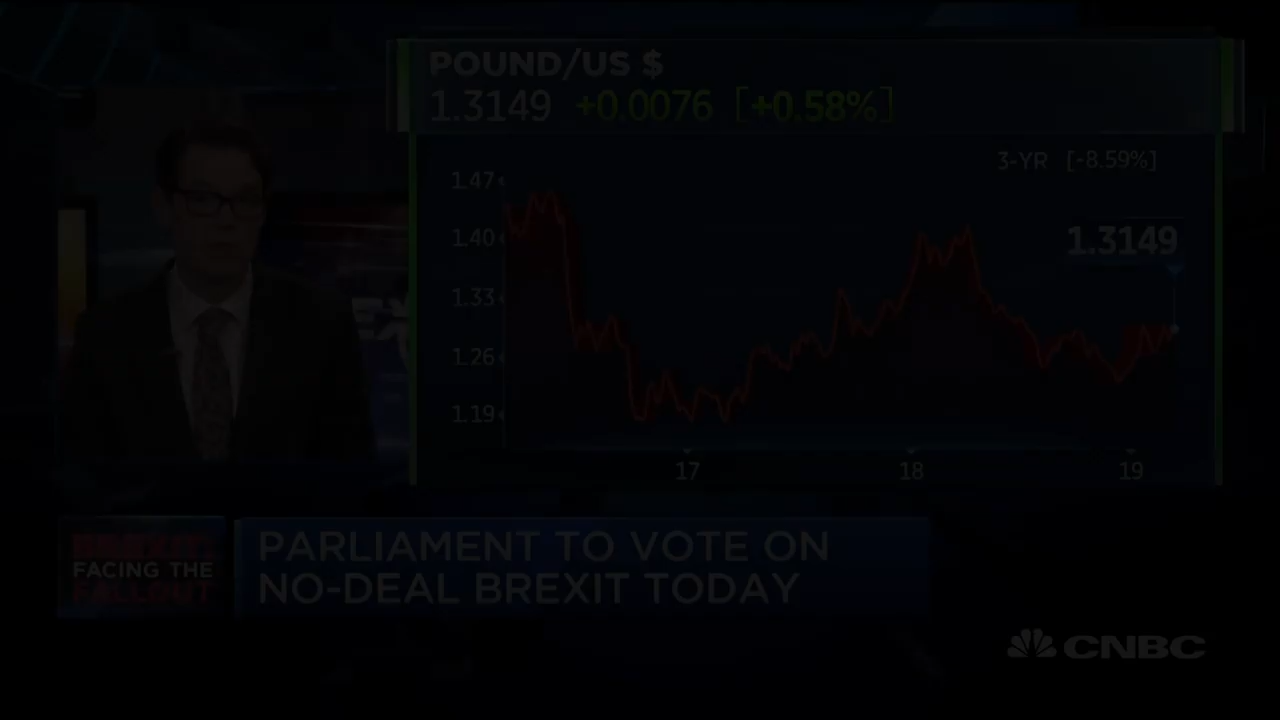 POUND/US $
1.3149 +0.0076 [+0.58%]
3-YR [-8.59%]
1.47
1.40
1.3149
1.33
1.26
1.19
17 18 19
BREXIT:
FACING THE
FALLOUT
PARLIAMENT TO VOTE ON
NO-DEAL BREXIT TODAY
CNBC